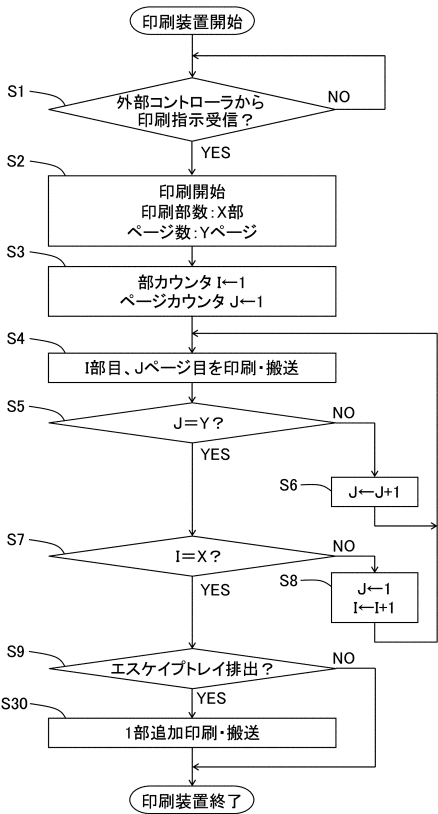 印刷装置開始
S1
外部コントローラから
印刷指示受信？
NO
YES
S2
印刷開始
印刷部数：X部
ページ数：Yページ
S3
部カウンタ I←1
ページカウンタ J←1
S4
I部目、Jページ目を印刷・搬送
S5
J＝Y？
NO
YES
S6
J←J+1
S7
I＝X？
NO
YES
S8
J←1
I←I+1
S9
エスケイプトレイ排出？
NO
YES
S30
1部追加印刷・搬送
印刷装置終了